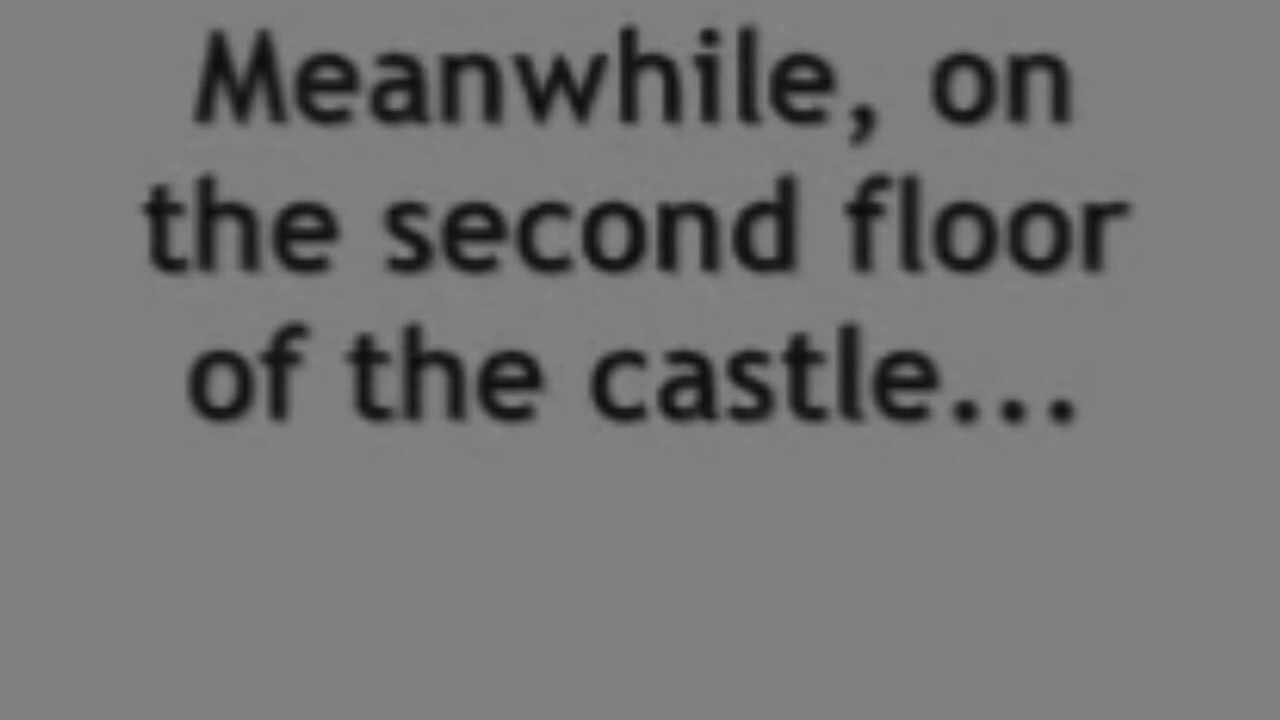 Meanwhile, on
the second floor
of the castle...